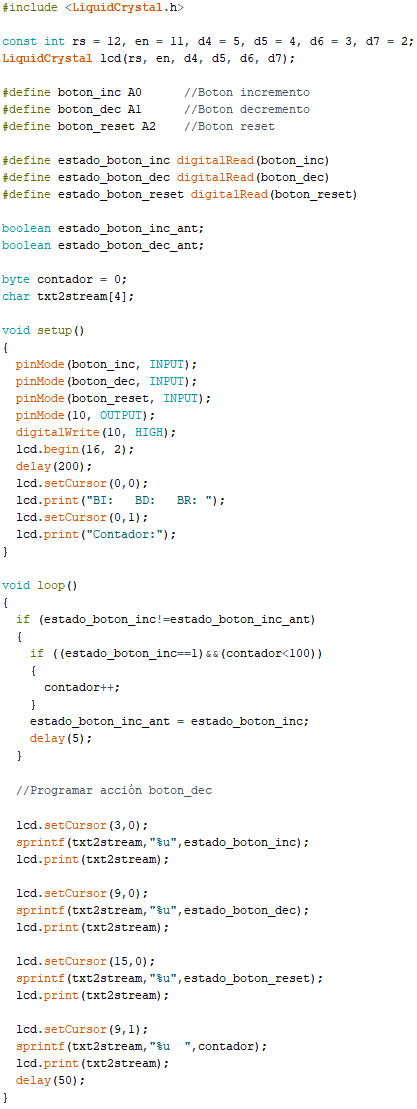 #include <LiquidCrystal.h>

const int rs = 12, en = 11, d4 = 5, d5 = 4, d6 = 3, d7 = 2;
LiquidCrystal lcd(rs, en, d4, d5, d6, d7);

#define boton_inc A0      //Boton incremento
#define boton_dec A1      //Boton decremento
#define boton_reset A2    //Boton reset

#define estado_boton_inc digitalRead(boton_inc)
#define estado_boton_dec digitalRead(boton_dec)
#define estado_boton_reset digitalRead(boton_reset)

boolean estado_boton_inc_ant;
boolean estado_boton_dec_ant;

byte contador = 0;
char txt2stream[4];

void setup()
{
  pinMode(boton_inc, INPUT);
  pinMode(boton_dec, INPUT);
  pinMode(boton_reset, INPUT);
  pinMode(10, OUTPUT);
  digitalWrite(10, HIGH);
  lcd.begin(16, 2);
  delay(200);
  lcd.setCursor(0,0);
  lcd.print("BI:   BD:   BR: ");
  lcd.setCursor(0,1);
  lcd.print("Contador:");
}

void loop()
{
  if (estado_boton_inc!=estado_boton_inc_ant)
  {
    if ((estado_boton_inc==1)&&(contador<100))
    {
      contador++;
    }
    estado_boton_inc_ant = estado_boton_inc;
    delay(5);
  }

  //Programar acción boton_dec

  lcd.setCursor(3,0);
  sprintf(txt2stream,"%u",estado_boton_inc);
  lcd.print(txt2stream);

  lcd.setCursor(9,0);
  sprintf(txt2stream,"%u",estado_boton_dec);
  lcd.print(txt2stream);

  lcd.setCursor(15,0);
  sprintf(txt2stream,"%u",estado_boton_reset);
  lcd.print(txt2stream);

  lcd.setCursor(9,1);
  sprintf(txt2stream,"%u  ",contador);
  lcd.print(txt2stream);
  delay(50);
}